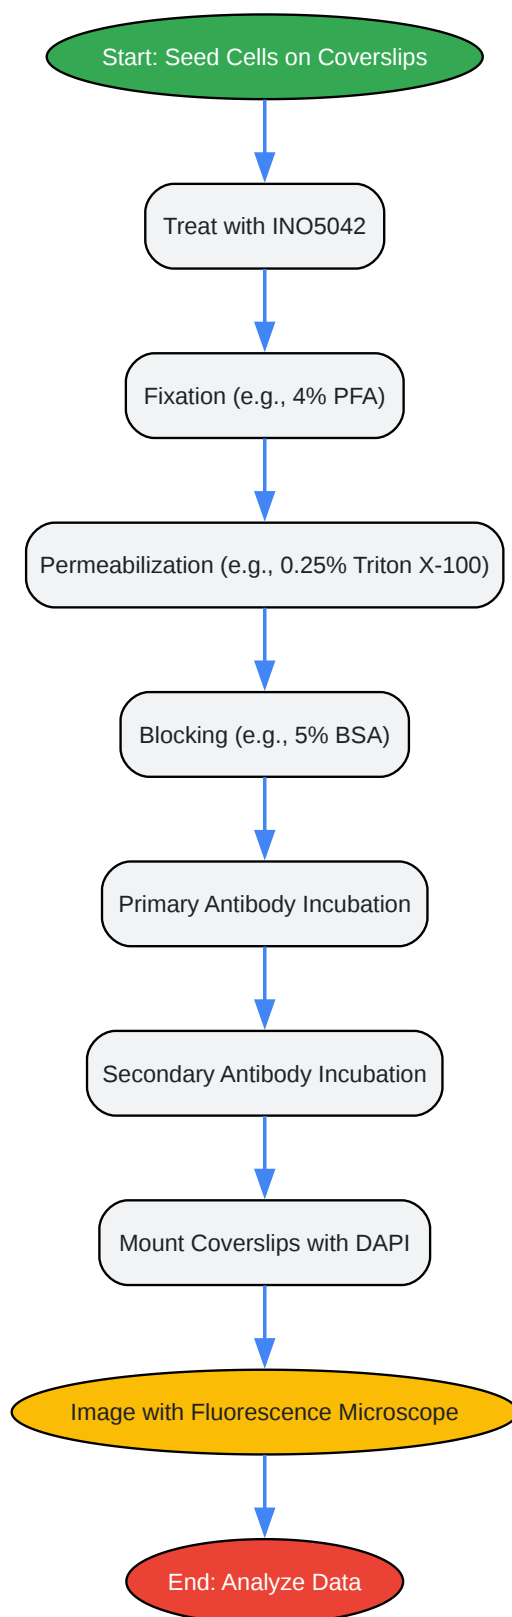 Start: Seed Cells on Coverslips
Treat with INO5042
Fixation (e.g., 4% PFA)
Permeabilization (e.g., 0.25% Triton X-100)
Blocking (e.g., 5% BSA)
Primary Antibody Incubation
Secondary Antibody Incubation
Mount Coverslips with DAPI
Image with Fluorescence Microscope
End: Analyze Data